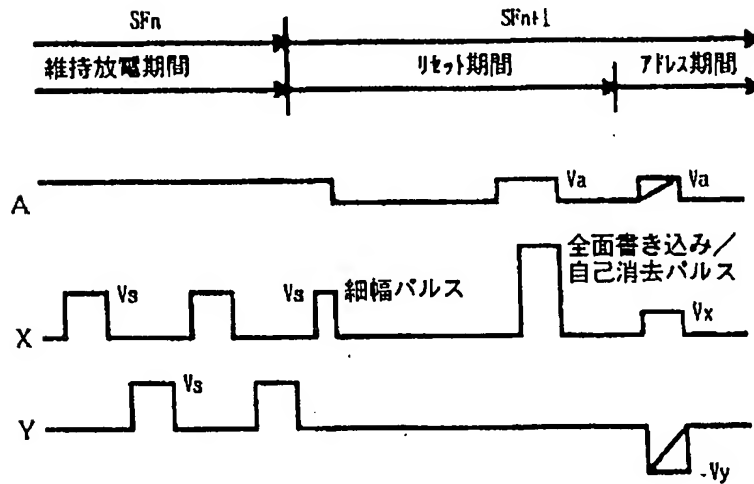 SFn
SFn+1
維持放電期間
リセット期間
アドレス期間
A
Va
Va
全面書き込み/
自己消去パルス
Vs
Vs
細幅パルス
X
Vx
Vs
Y
-Vy